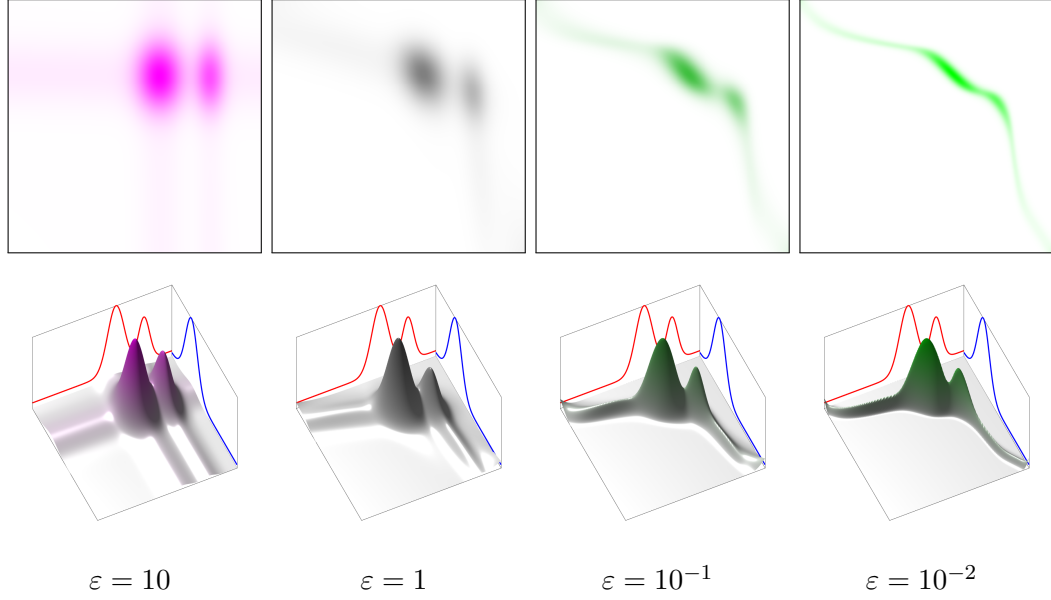 ε = 10 ε = 1 ε = 10⁻¹ ε = 10⁻²